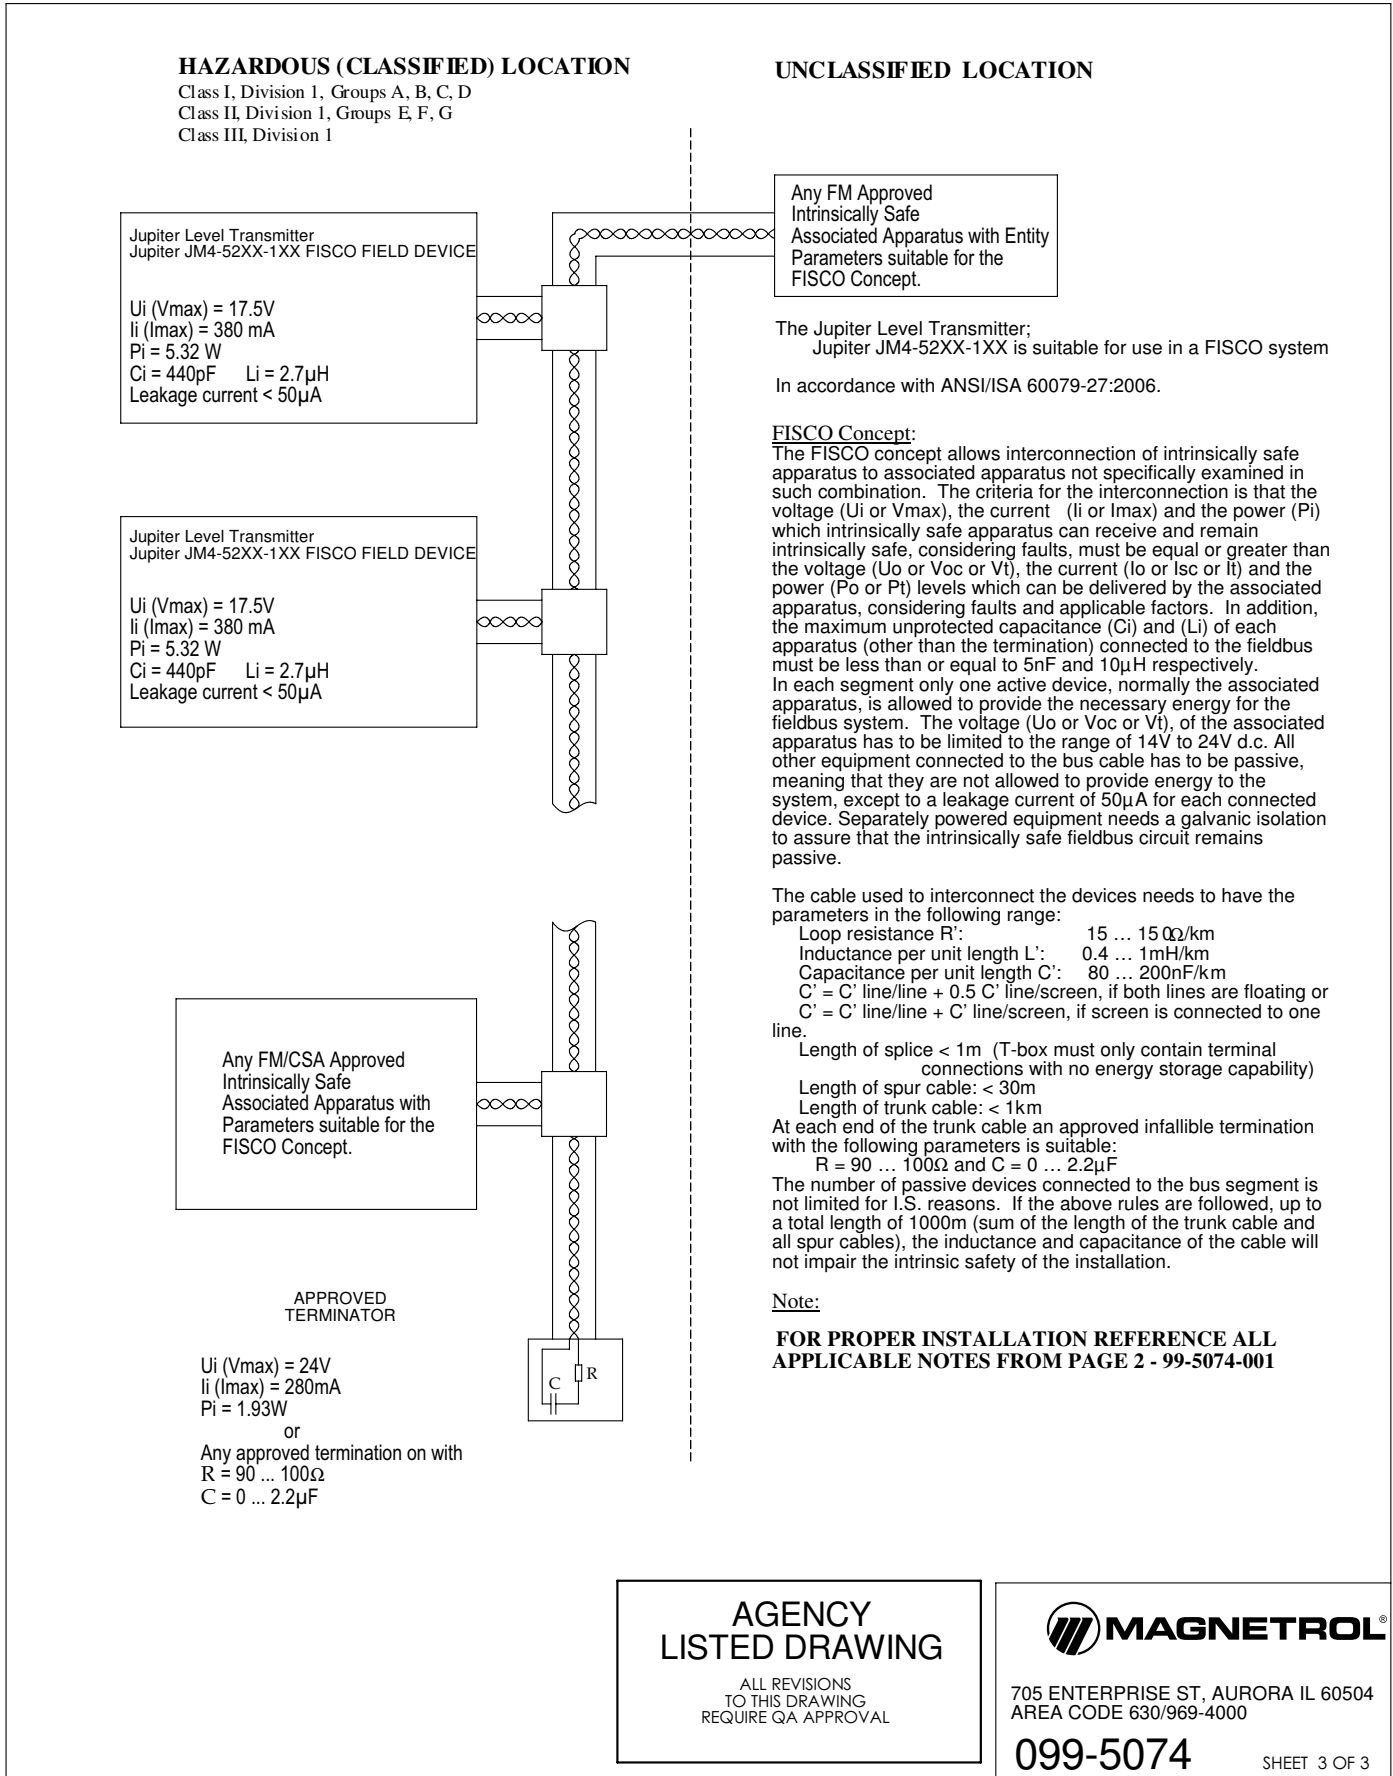 HAZARDOUS (CLASSIFIED) LOCATION
Class I, Division 1, Groups A, B, C, D
Class II, Division 1, Groups E, F, G
Class III, Division 1
UNCLASSIFIED LOCATION
Jupiter Level Transmitter
Jupiter JM4-52XX-1XX FISCO FIELD DEVICE
Ui (Vmax) = 17.5V
Ii (Imax) = 380 mA
Pi = 5.32 W
Ci = 440pF Li = 2.7µH
Leakage current < 50µA
Jupiter Level Transmitter
Jupiter JM4-52XX-1XX FISCO FIELD DEVICE
Ui (Vmax) = 17.5V
Ii (Imax) = 380 mA
Pi = 5.32 W
Ci = 440pF Li = 2.7µH
Leakage current < 50µA
Any FM/CSA Approved
Intrinsically Safe
Associated Apparatus with
Parameters suitable for the
FISCO Concept.
APPROVED
TERMINATOR
Ui (Vmax) = 24V
Ii (Imax) = 280mA
Pi = 1.93W
or
Any approved termination on with
R = 90 ... 100Ω
C = 0 ... 2.2µF
C
R
Any FM Approved
Intrinsically Safe
Associated Apparatus with Entity
Parameters suitable for the
FISCO Concept.
The Jupiter Level Transmitter;
Jupiter JM4-52XX-1XX is suitable for use in a FISCO system
In accordance with ANSI/ISA 60079-27:2006.
FISCO Concept:
The FISCO concept allows interconnection of intrinsically safe
apparatus to associated apparatus not specifically examined in
such combination. The criteria for the interconnection is that the
voltage (Ui or Vmax), the current (Ii or Imax) and the power (Pi)
which intrinsically safe apparatus can receive and remain
intrinsically safe, considering faults, must be equal or greater than
the voltage (Uo or Voc or Vt), the current (Io or Isc or It) and the
power (Po or Pt) levels which can be delivered by the associated
apparatus, considering faults and applicable factors. In addition,
the maximum unprotected capacitance (Ci) and (Li) of each
apparatus (other than the termination) connected to the fieldbus
must be less than or equal to 5nF and 10µH respectively.
In each segment only one active device, normally the associated
apparatus, is allowed to provide the necessary energy for the
fieldbus system. The voltage (Uo or Voc or Vt), of the associated
apparatus has to be limited to the range of 14V to 24V d.c. All
other equipment connected to the bus cable has to be passive,
meaning that they are not allowed to provide energy to the
system, except to a leakage current of 50µA for each connected
device. Separately powered equipment needs a galvanic isolation
to assure that the intrinsically safe fieldbus circuit remains
passive.
The cable used to interconnect the devices needs to have the
parameters in the following range:
Loop resistance R': 15 … 150Ω/km
Inductance per unit length L': 0.4 … 1mH/km
Capacitance per unit length C': 80 … 200nF/km
C' = C' line/line + 0.5 C' line/screen, if both lines are floating or
C' = C' line/line + C' line/screen, if screen is connected to one
line.
Length of splice < 1m (T-box must only contain terminal
connections with no energy storage capability)
Length of spur cable: < 30m
Length of trunk cable: < 1km
At each end of the trunk cable an approved infallible termination
with the following parameters is suitable:
R = 90 … 100Ω and C = 0 … 2.2µF
The number of passive devices connected to the bus segment is
not limited for I.S. reasons. If the above rules are followed, up to
a total length of 1000m (sum of the length of the trunk cable and
all spur cables), the inductance and capacitance of the cable will
not impair the intrinsic safety of the installation.
Note:
FOR PROPER INSTALLATION REFERENCE ALL
APPLICABLE NOTES FROM PAGE 2 - 99-5074-001
AGENCY
LISTED DRAWING
ALL REVISIONS
TO THIS DRAWING
REQUIRE QA APPROVAL
MAGNETROL®
705 ENTERPRISE ST, AURORA IL 60504
AREA CODE 630/969-4000
099-5074 SHEET 3 OF 3